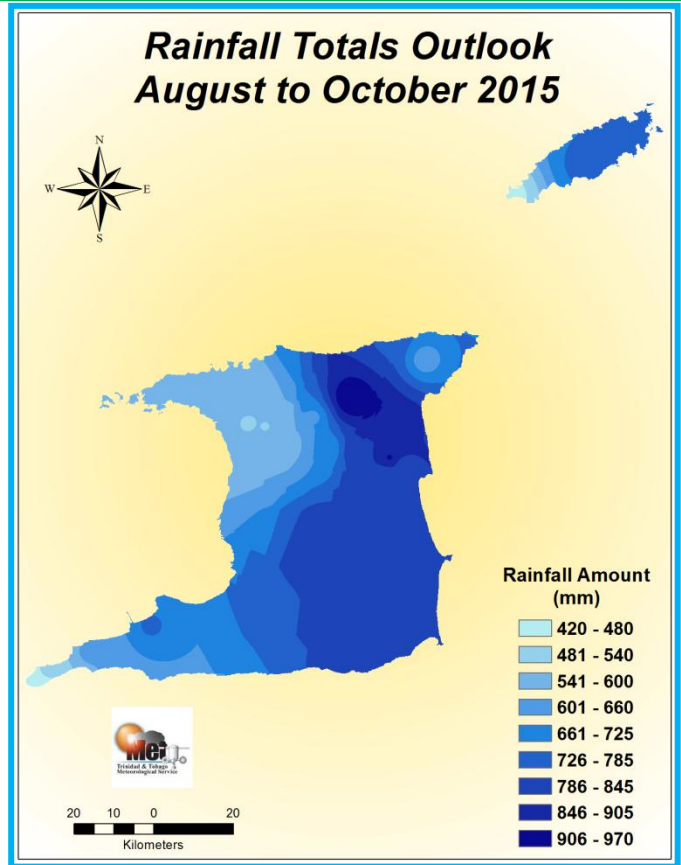 Rainfall Totals Outlook
August to October 2015
N
W
E
S
Rainfall Amount
(mm)
420 - 480
481 - 540
541 - 600
601 - 660
661 - 725
726 - 785
786 - 845
846 - 905
906 - 970
Met
Trinidad & Tobago
Meteorological Service
20 10 0 20
Kilometers